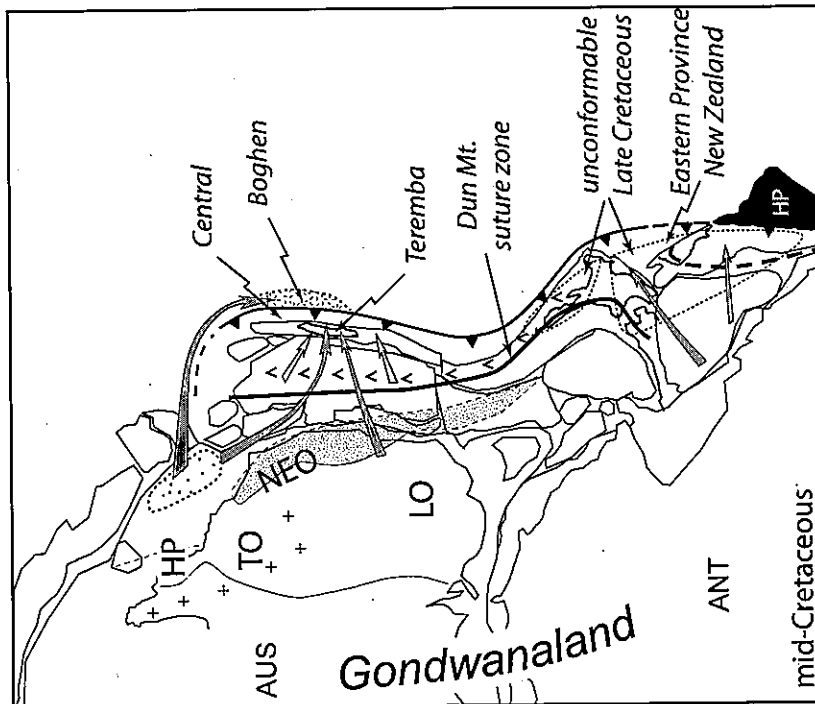 Central
Boghen
Teremba
Dun Mt.
suture zone
unconformable
Late Cretaceous
Eastern Province
New Zealand
HP
HP
NEO
TO
LO
AUS
ANT
Gondwanaland
mid-Cretaceous